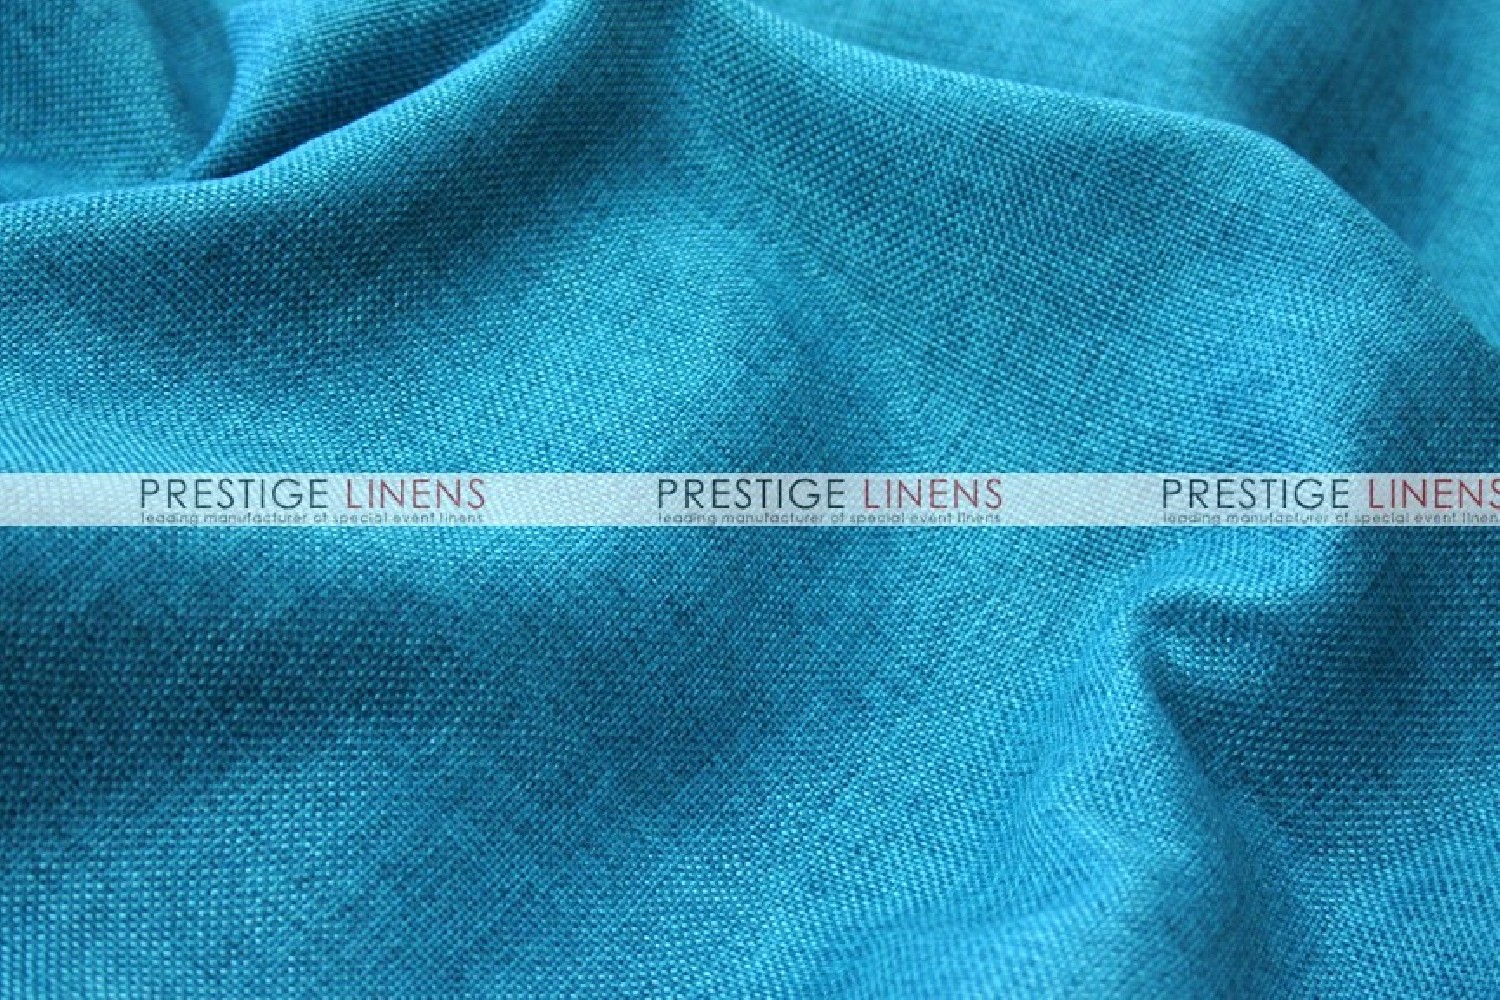 PRESTIGE LINENS PRESTIGE LINENS PRESTIGE LINENS
leading manufacturer of special event linens leading manufacturer of special event linens leading manufacturer of special event linens